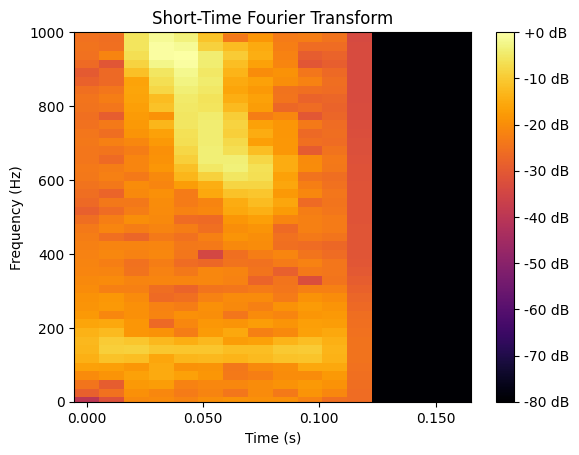 Short-Time Fourier Transform
Frequency (Hz)
1000
800
600
400
200
0
0.000
0.050
0.100
0.150
Time (s)
+0 dB
-10 dB
-20 dB
-30 dB
-40 dB
-50 dB
-60 dB
-70 dB
-80 dB